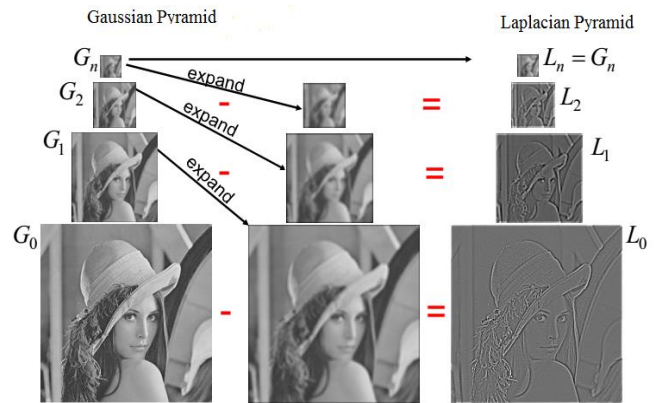 Gaussian Pyramid
Laplacian Pyramid
Gₙ
Lₙ = Gₙ
expand
G₂
-
=
L₂
expand
G₁
-
=
L₁
expand
G₀
-
=
L₀